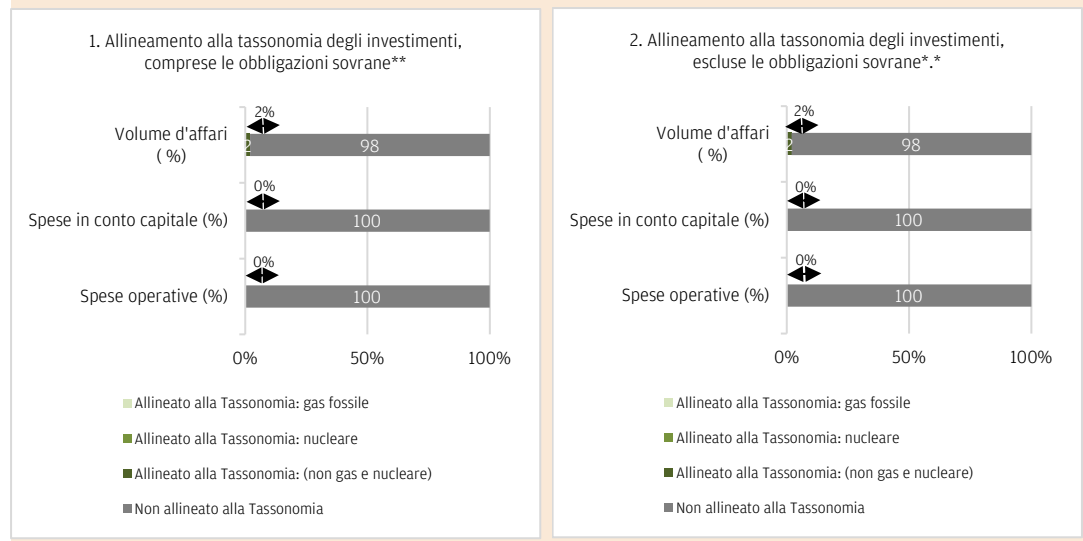 1. Allineamento alla tassonomia degli investimenti,
comprese le obbligazioni sovrane**
2%
Volume d'affari
( %)
2
98
0%
Spese in conto capitale (%)
100
0%
Spese operative (%)
100
0%
50%
100%
Allineato alla Tassonomia: gas fossile
Allineato alla Tassonomia: nucleare
Allineato alla Tassonomia: (non gas e nucleare)
Non allineato alla Tassonomia
2. Allineamento alla tassonomia degli investimenti,
escluse le obbligazioni sovrane*.*
2%
Volume d'affari
( %)
2
98
0%
Spese in conto capitale (%)
100
0%
Spese operative (%)
100
0%
50%
100%
Allineato alla Tassonomia: gas fossile
Allineato alla Tassonomia: nucleare
Allineato alla Tassonomia: (non gas e nucleare)
Non allineato alla Tassonomia